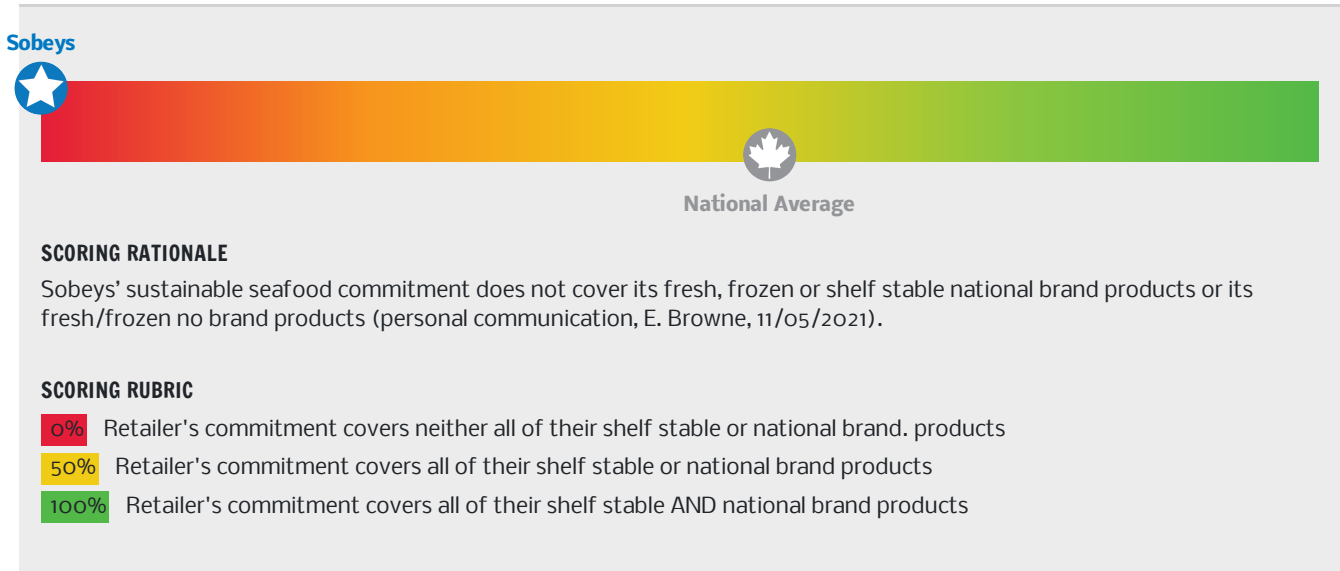 Sobeys
National Average
SCORING RATIONALE
Sobeys’ sustainable seafood commitment does not cover its fresh, frozen or shelf stable national brand products or its
fresh/frozen no brand products (personal communication, E. Browne, 11/05/2021).
SCORING RUBRIC
0% Retailer's commitment covers neither all of their shelf stable or national brand. products
50% Retailer's commitment covers all of their shelf stable or national brand products
100% Retailer's commitment covers all of their shelf stable AND national brand products